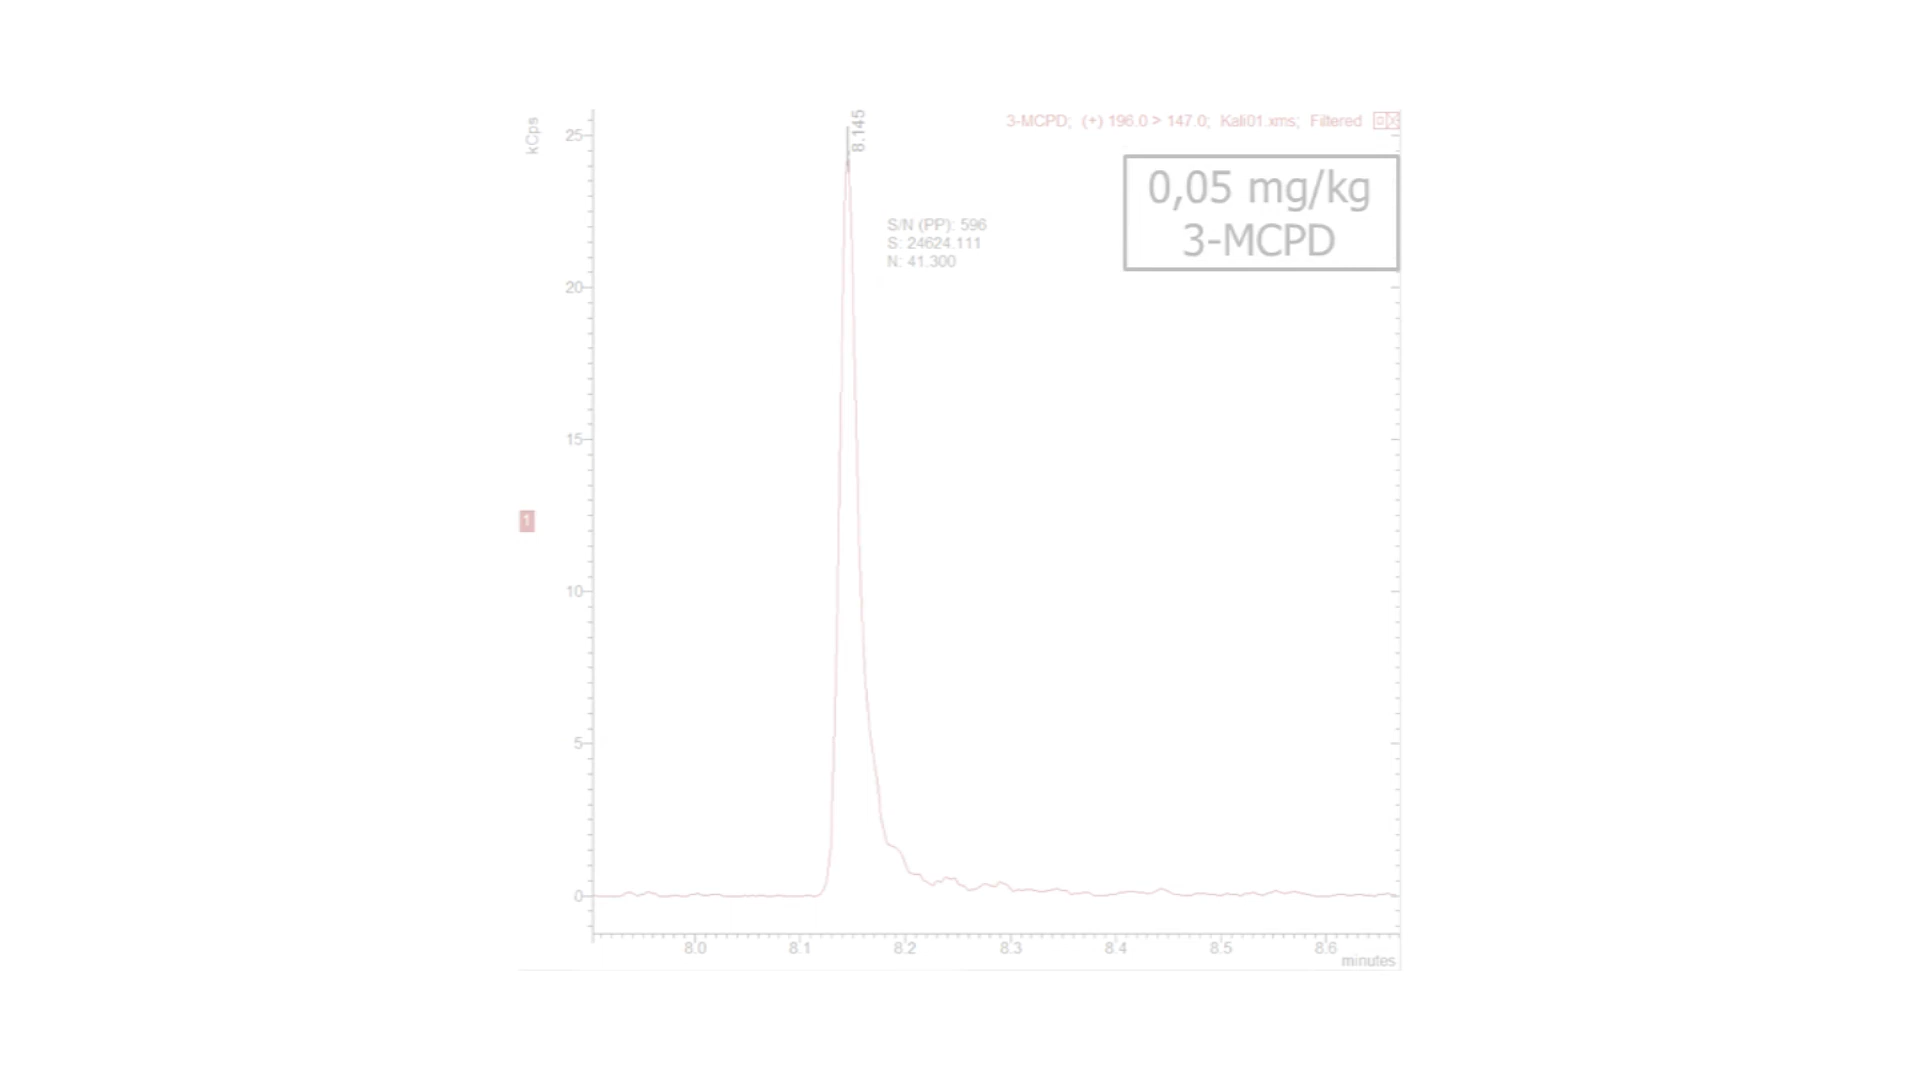 kCps
8.145
3-MCPD; (+) 196.0 > 147.0; Kali01.xms; Filtered
0,05 mg/kg
3-MCPD
S/N (PP): 596
S: 24624.111
N: 41.300
25
20
15
10
5
0
1
8.0 8.1 8.2 8.3 8.4 8.5 8.6
minutes